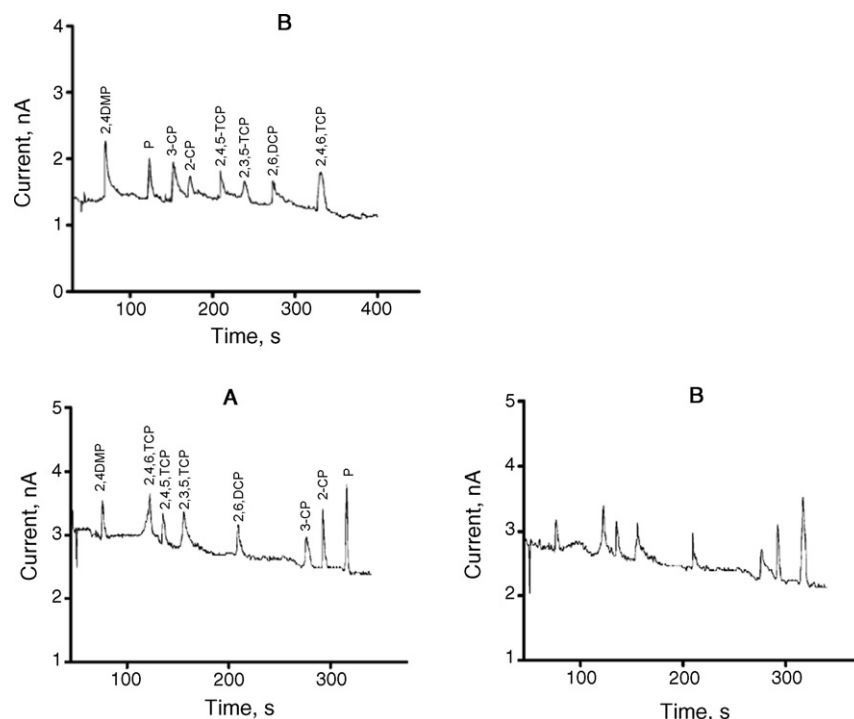 B
4
3
2
1
0
Current, nA
2,4DMP
P
3-CP
2-CP
2,4,5-TCP
2,3,5-TCP
2,6,DCP
2,4,6,TCP
100
200
300
400
Time, s
A
5
4
3
2
1
Current, nA
2,4DMP
2,4,6,TCP
2,4,5,TCP
2,3,5,TCP
2,6,DCP
3-CP
2-CP
P
100
200
300
Time, s
B
5
4
3
2
1
Current, nA
100
200
300
Time, s